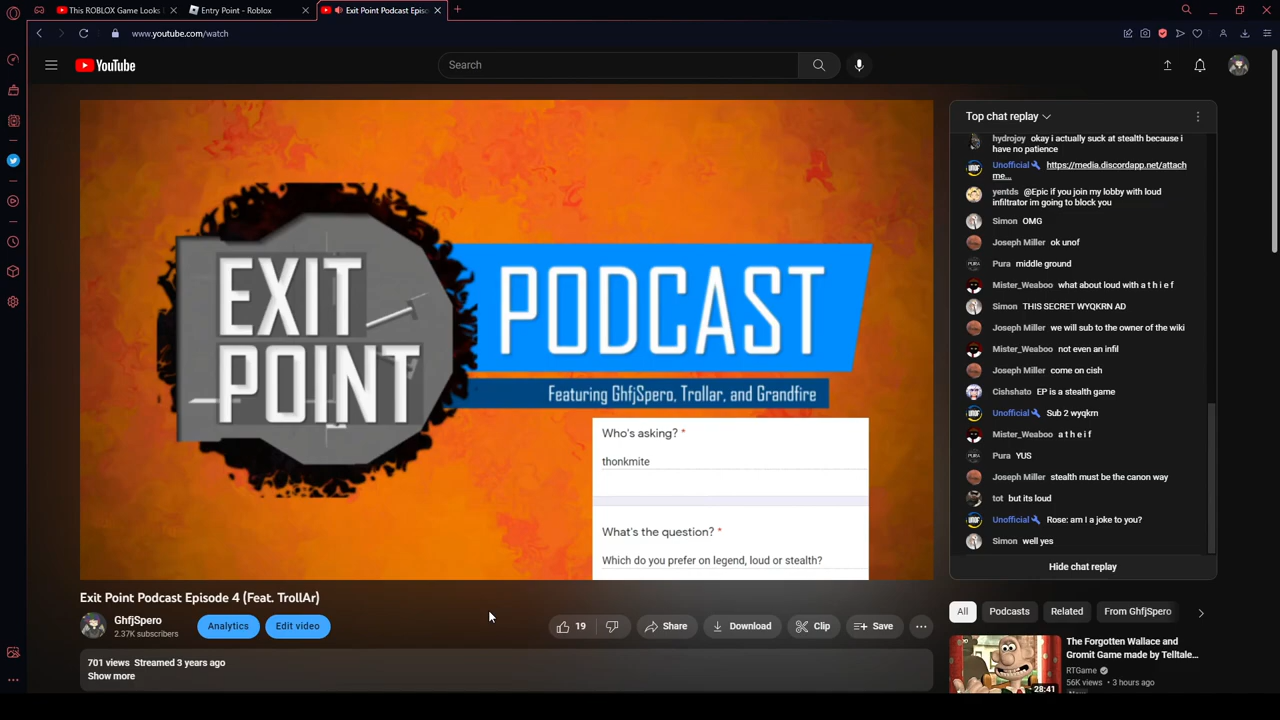 This ROBLOX Game Looks
Entry Point - Roblox
Exit Point Podcast Epis
www.youtube.com/watch
YouTube
Search
EXIT
POINT
PODCAST
Featuring GhfjSpero, Trollar, and Grandfire
Who's asking? *
thonkmite
What's the question? *
Which do you prefer on legend, loud or stealth?
Exit Point Podcast Episode 4 (Feat. TrollAr)
GhfjSpero
2.37K subscribers
Analytics
Edit video
19
Share
Download
Clip
Save
701 views Streamed 3 years ago
Show more
Top chat replay
hydrojoy okay i actually suck at stealth because i
have no patience
Unofficial https://media.discordapp.net/attach
me...
yentds @Epic if you join my lobby with loud
infiltrator im going to block you
Simon OMG
Joseph Miller ok unof
Pura middle ground
Mister_Weaboo what about loud with a t h i e f
Simon THIS SECRET WYQKRN AD
Joseph Miller we will sub to the owner of the wiki
Mister_Weaboo not even an infil
Joseph Miller come on cish
Cishshato EP is a stealth game
Unofficial Sub 2 wyqkrn
Mister_Weaboo a t h e i f
Pura YUS
Joseph Miller stealth must be the canon way
tot but its loud
Unofficial Rose: am I a joke to you?
Simon well yes
Hide chat replay
All
Podcasts
Related
From GhfjSpero
The Forgotten Wallace and
Gromit Game made by Telltale...
RTGame
56K views • 3 hours ago
New
28:41